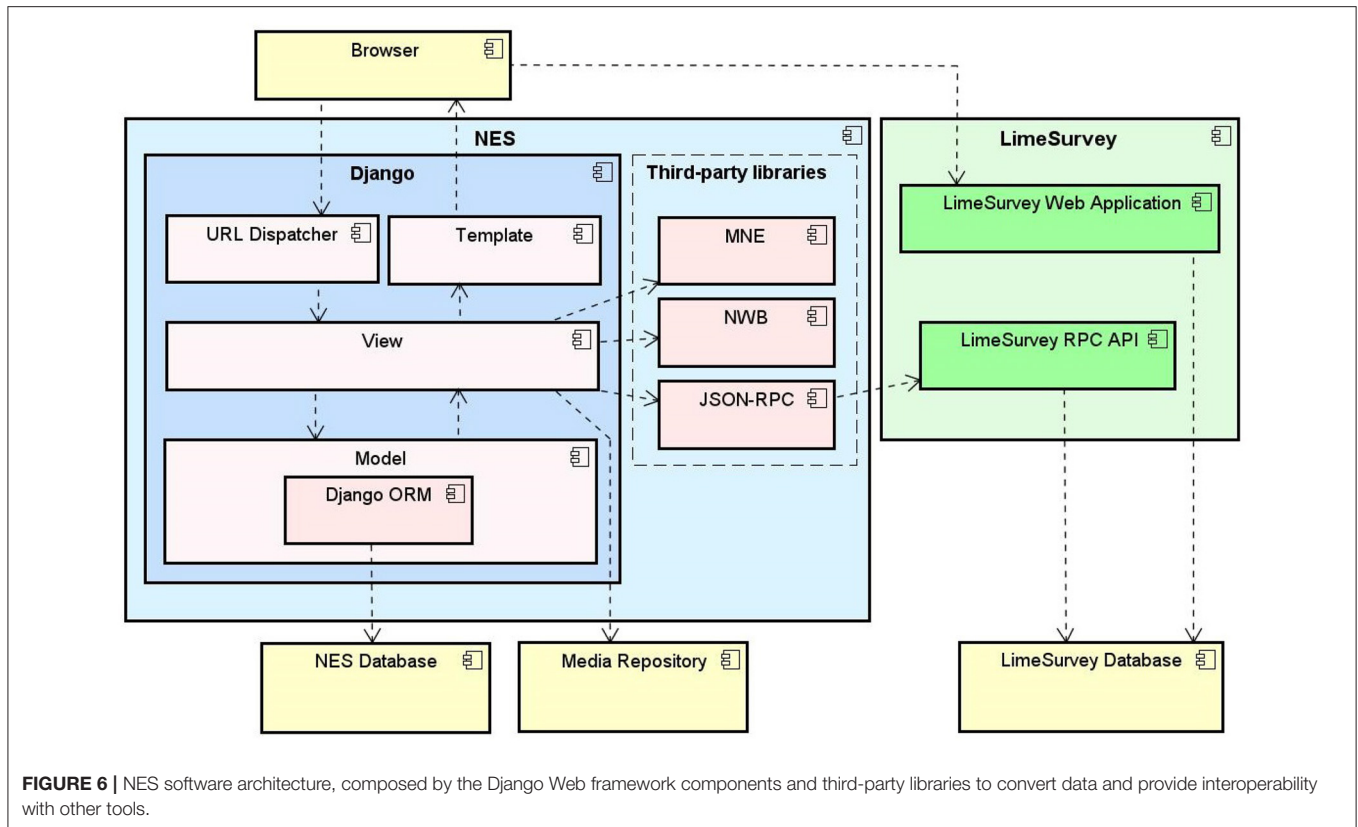 Browser
NES
LimeSurvey
Django
Third-party libraries
URL Dispatcher
Template
MNE
LimeSurvey Web Application
View
NWB
LimeSurvey RPC API
JSON-RPC
Model
Django ORM
NES Database
Media Repository
LimeSurvey Database
FIGURE 6 | NES software architecture, composed by the Django Web framework components and third-party libraries to convert data and provide interoperability
with other tools.